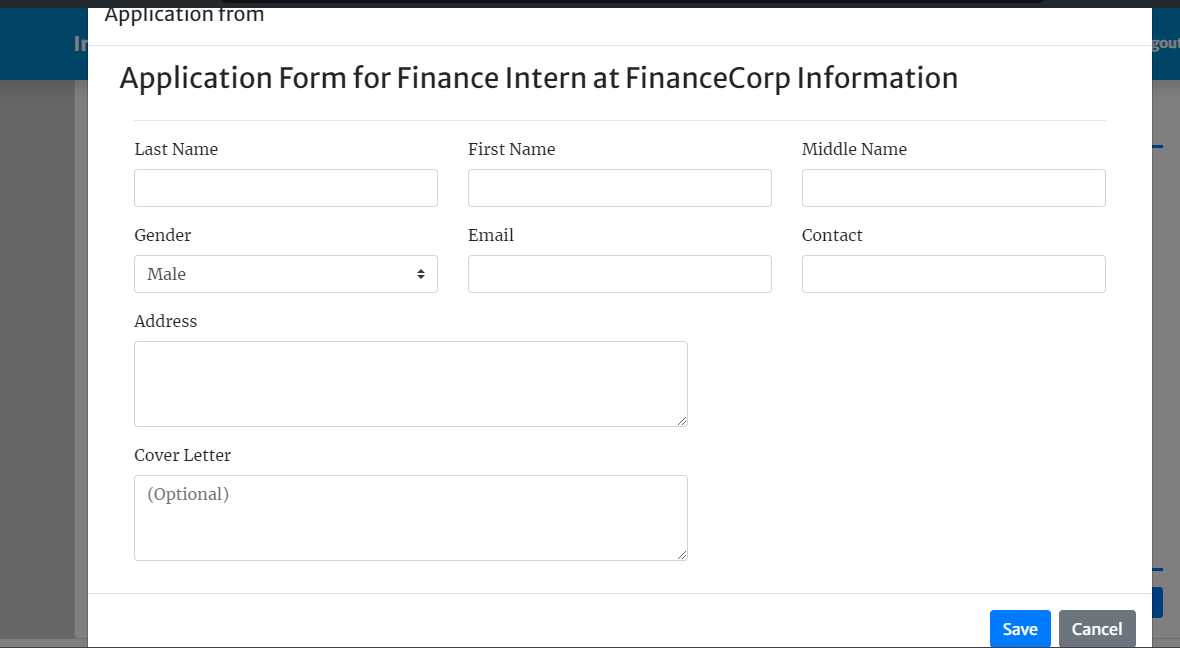 Application from
Application Form for Finance Intern at FinanceCorp Information
Last Name First Name Middle Name
Gender Email Contact
Male
Address
Cover Letter
(Optional)
Save Cancel